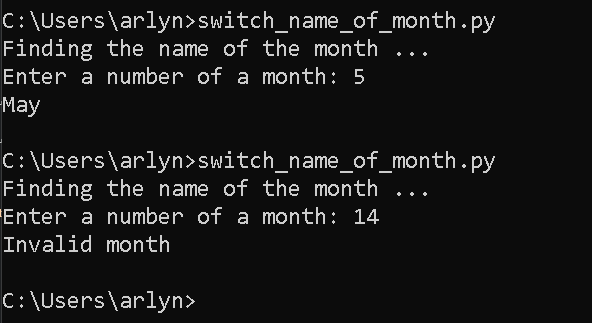 C:\Users\arlyn>switch_name_of_month.py
Finding the name of the month ...
Enter a number of a month: 5
May
C:\Users\arlyn>switch_name_of_month.py
Finding the name of the month ...
Enter a number of a month: 14
Invalid month
C:\Users\arlyn>